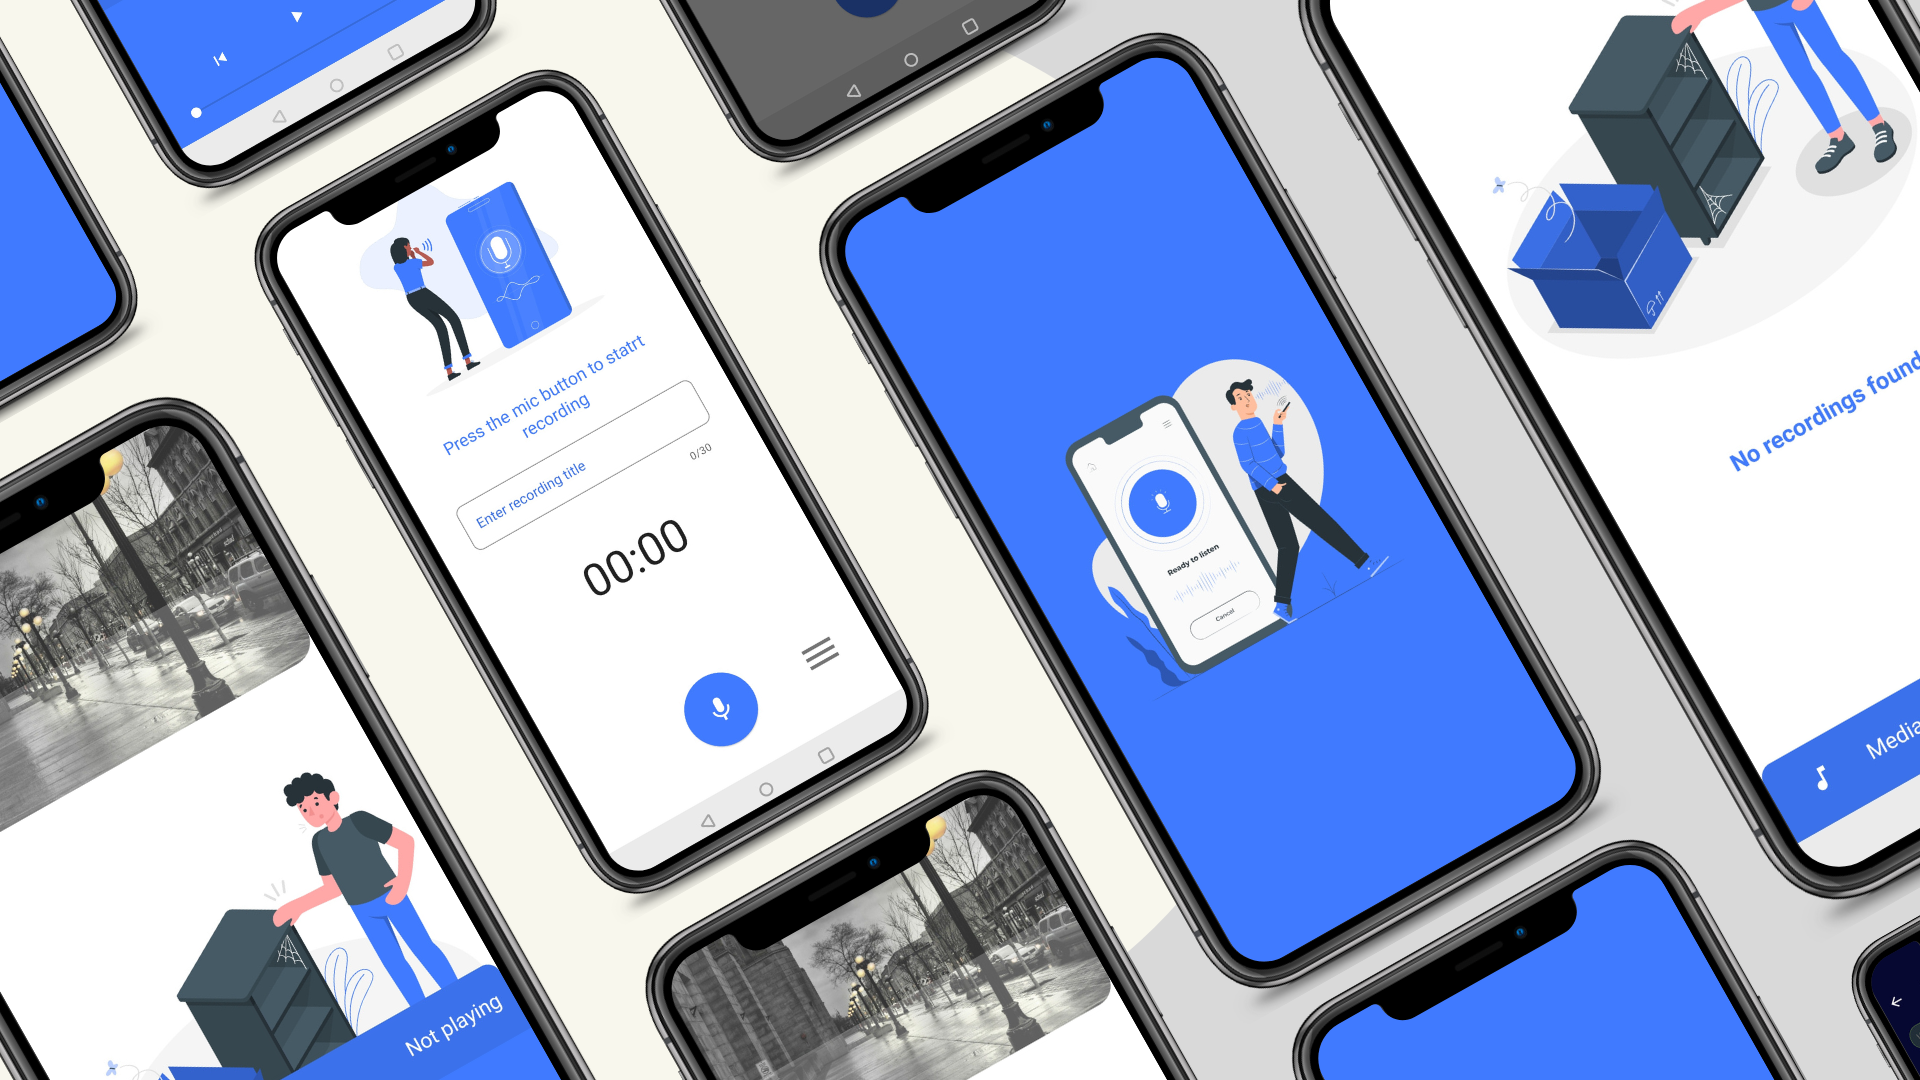 Press the mic button to statrt
recording
Enter recording title
0/30
00:00
Ready to listen
Cancel
No recordings found
Media
Not playing